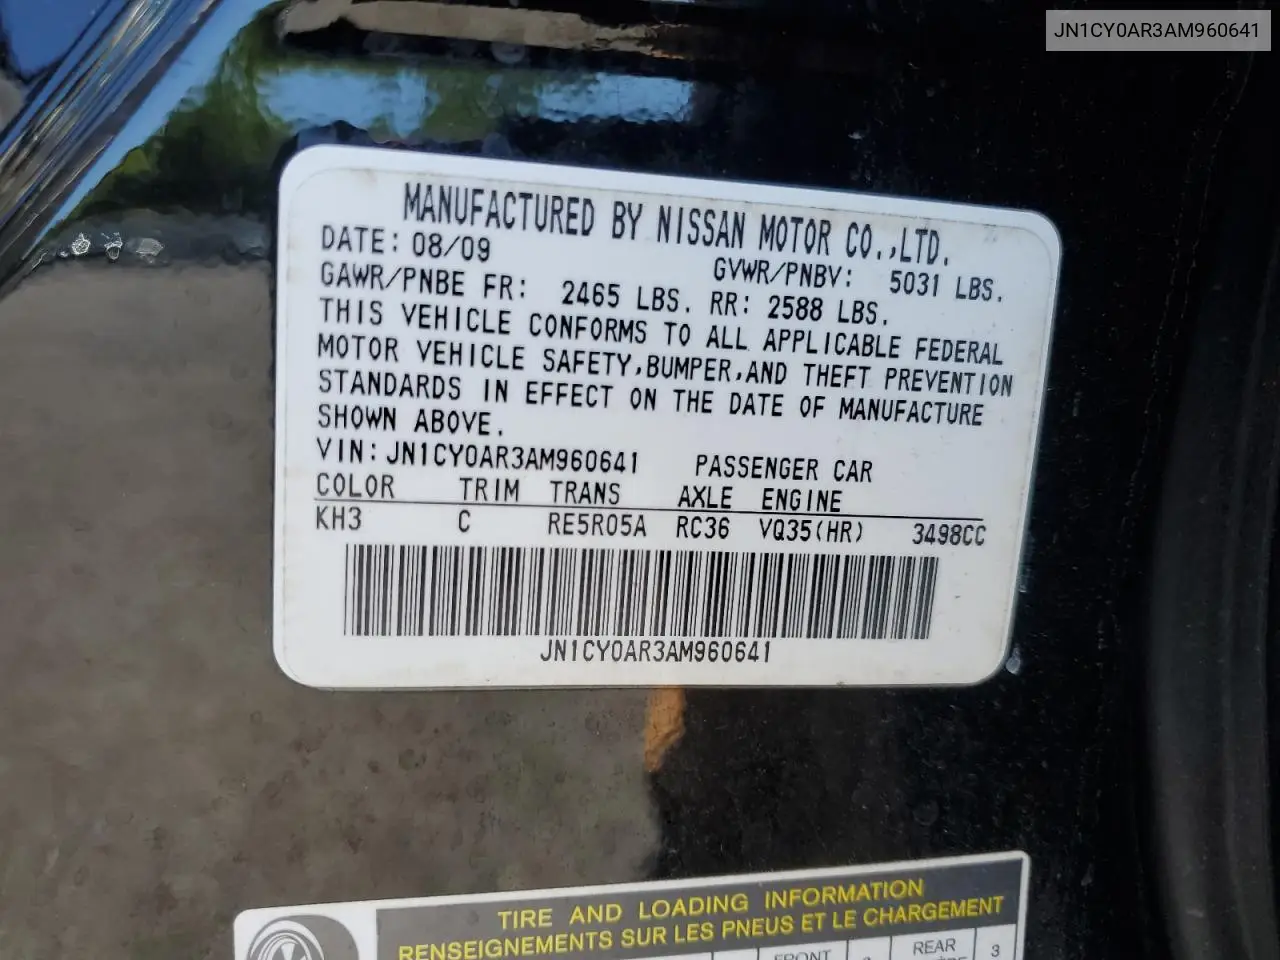 JN1CY0AR3AM960641
MANUFACTURED BY NISSAN MOTOR CO.,LTD.
DATE: 08/09
GVWR/PNBV: 5031 LBS.
GAWR/PNBE FR: 2465 LBS. RR: 2588 LBS.
THIS VEHICLE CONFORMS TO ALL APPLICABLE FEDERAL
MOTOR VEHICLE SAFETY,BUMPER,AND THEFT PREVENTION
STANDARDS IN EFFECT ON THE DATE OF MANUFACTURE
SHOWN ABOVE.
VIN: JN1CY0AR3AM960641 PASSENGER CAR
COLOR TRIM TRANS AXLE ENGINE
KH3 C RE5R05A RC36 VQ35(HR) 3498CC
JN1CY0AR3AM960641
TIRE AND LOADING INFORMATION
RENSEIGNEMENTS SUR LES PNEUS ET LE CHARGEMENT
FRONT REAR 3